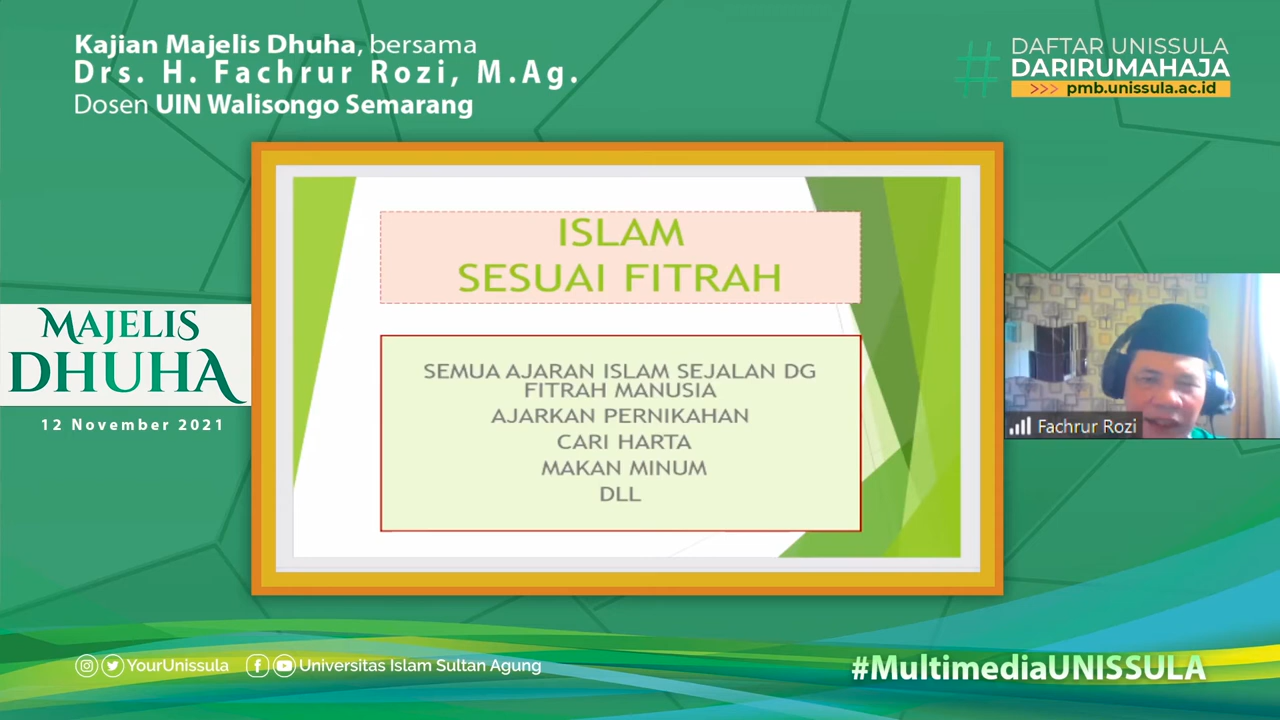 Kajian Majelis Dhuha, bersama
Drs. H. Fachrur Rozi, M.Ag.
Dosen UIN Walisongo Semarang
# DAFTAR UNISSULA
DARIRUMAHAJA
>>> pmb.unissula.ac.id
ISLAM
SESUAI FITRAH
SEMUA AJARAN ISLAM SEJALAN DG
FITRAH MANUSIA
AJARKAN PERNIKAHAN
CARI HARTA
MAKAN MINUM
DLL
MAJELIS
DHUHA
12 November 2021
Fachrur Rozi
YourUnissula
Universitas Islam Sultan Agung
#MultimediaUNISSULA